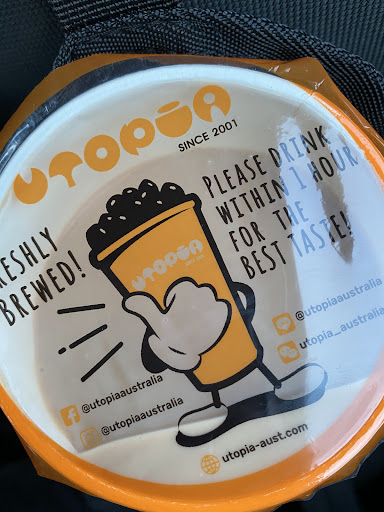 UTOPIA
SINCE 2001
FRESHLY
BREWED!
PLEASE DRINK
WITHIN 1 HOUR
FOR THE
BEST TASTE!
UTOPIA
@utopiaaustralia
utopia_australia
@utopiaaustralia
@utopiaaustralia
utopia-aust.com